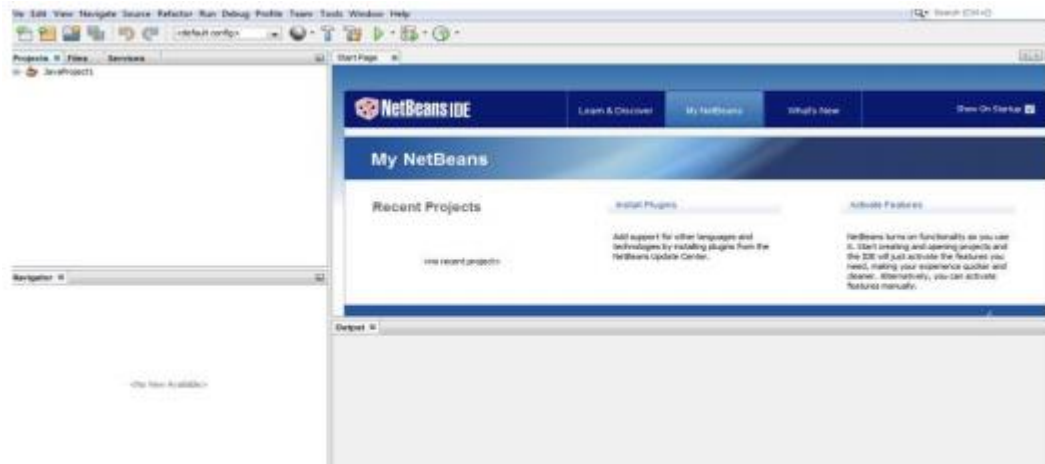 File Edit View Navigate Source Refactor Run Debug Profile Team Tools Window Help
Search (Ctrl+I)
<default config>
Projects Files Services
Start Page
JavaProject1
NetBeans IDE
Learn & Discover
My NetBeans
What's New
Show On Startup
My NetBeans
Recent Projects
<no recent project>
Install Plugins
Add support for other languages and
technologies by installing plugins from the
NetBeans Update Center.
Activate Features
NetBeans turns on functionality as you use
it. Start creating and opening projects and
the IDE will just activate the features you
need, making your experience quicker and
cleaner. Alternatively, you can activate
features manually.
Navigator
<No View Available>
Output